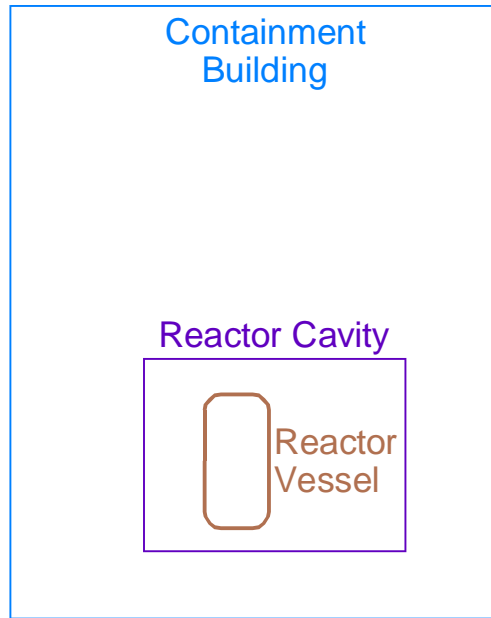 Containment
Building
Reactor Cavity
Reactor
Vessel